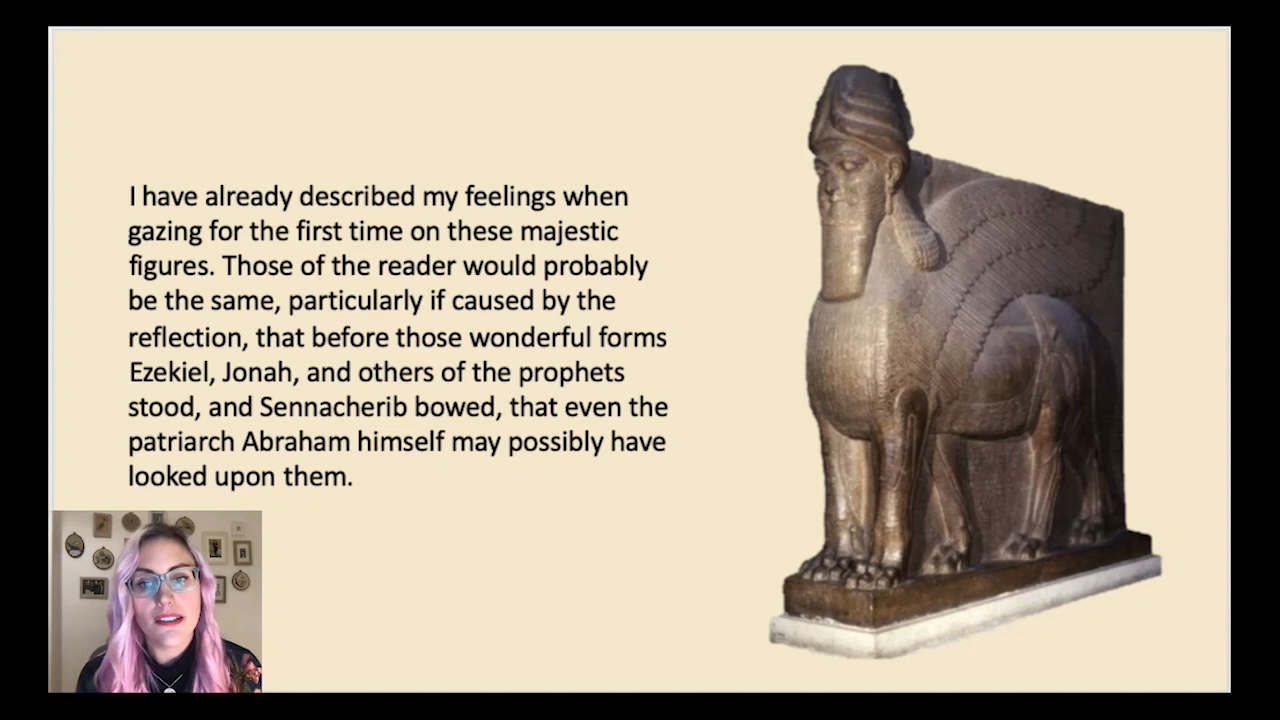 I have already described my feelings when
gazing for the first time on these majestic
figures. Those of the reader would probably
be the same, particularly if caused by the
reflection, that before those wonderful forms
Ezekiel, Jonah, and others of the prophets
stood, and Sennacherib bowed, that even the
patriarch Abraham himself may possibly have
looked upon them.